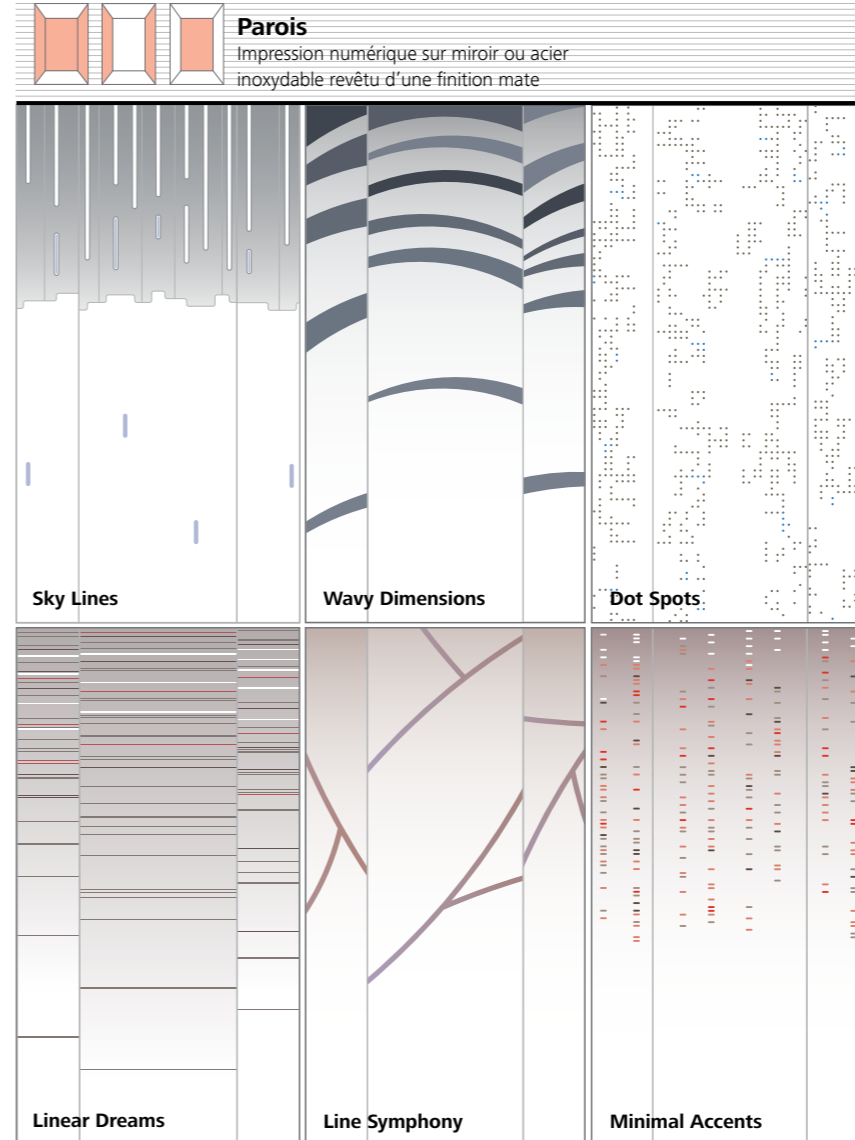 Parois
Impression numérique sur miroir ou acier
inoxydable revêtu d’une finition mate
Sky Lines
Wavy Dimensions
Dot Spots
Linear Dreams
Line Symphony
Minimal Accents